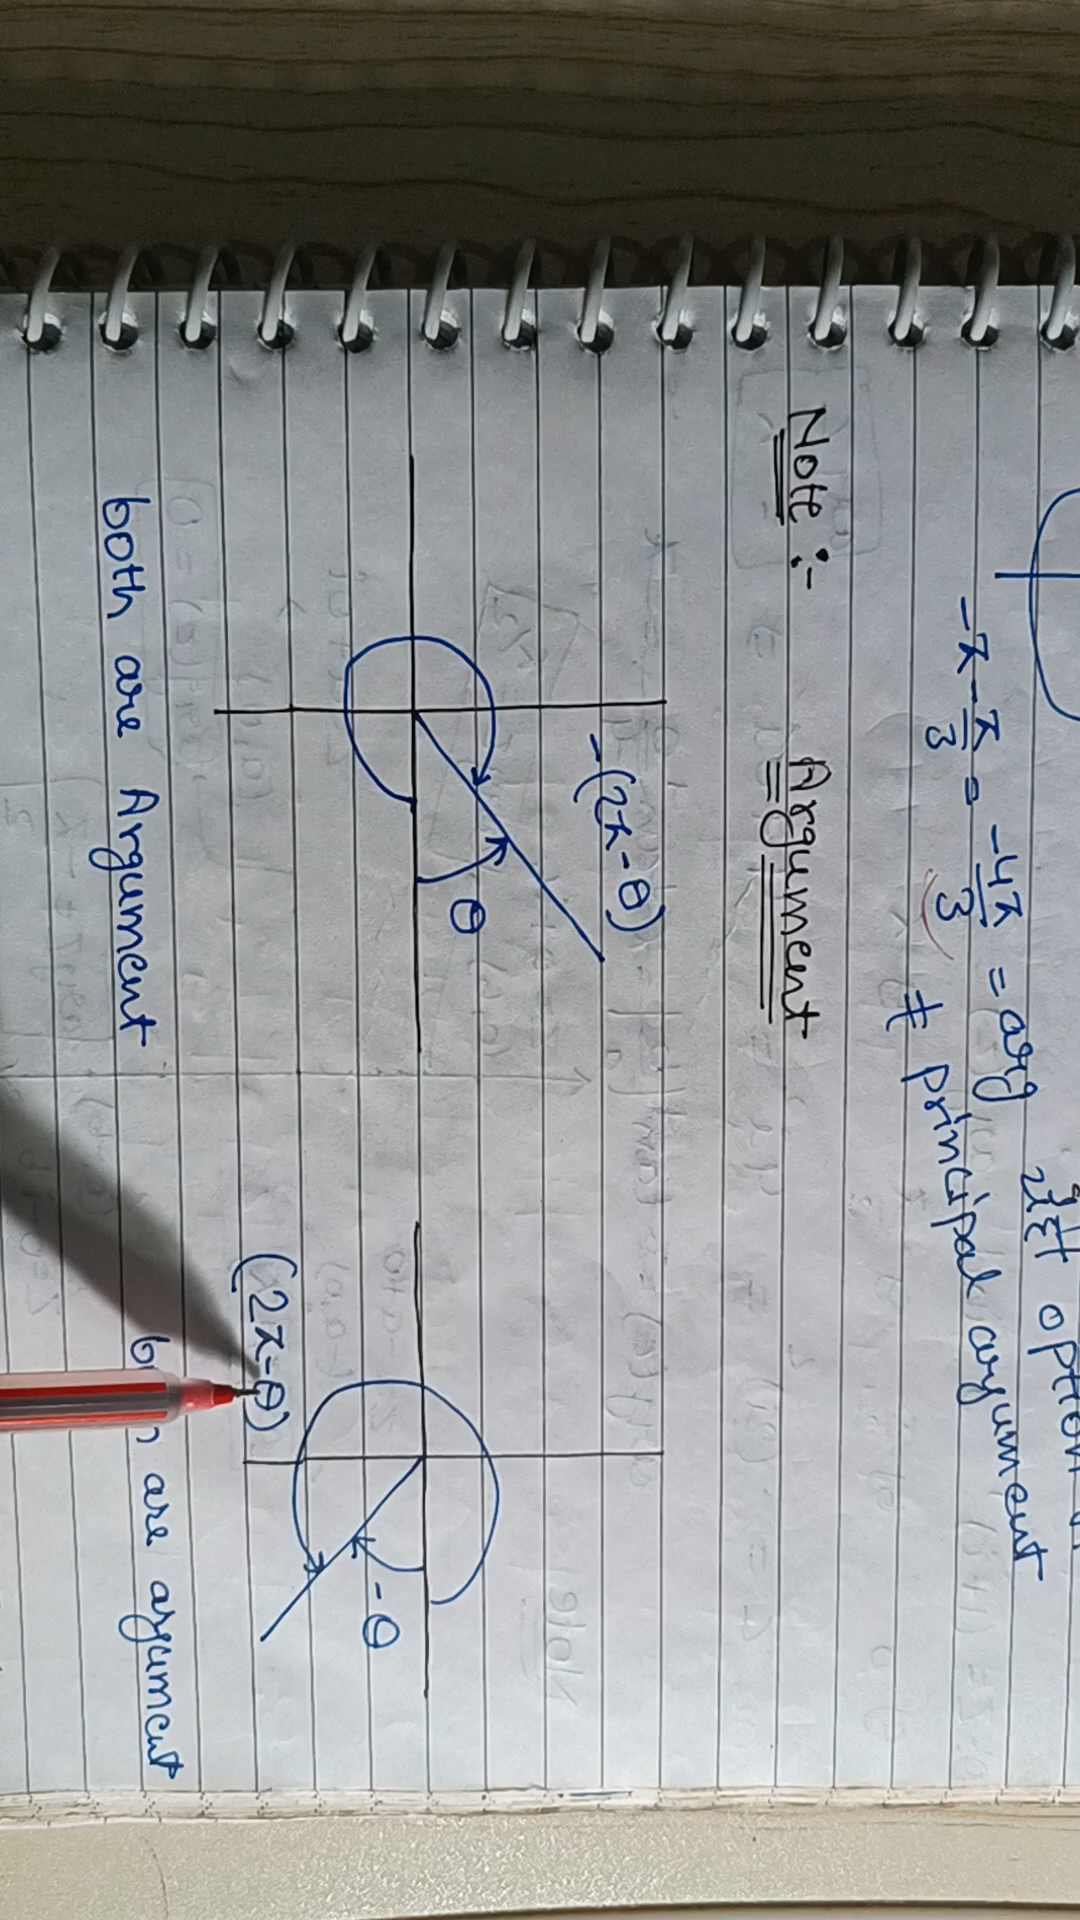 -π - π/3 = -4π/3 = arg
≠ principal argument
Note :- Argument
-(2π-θ)
θ
-θ
(2π-θ)
both are Argument
are argument